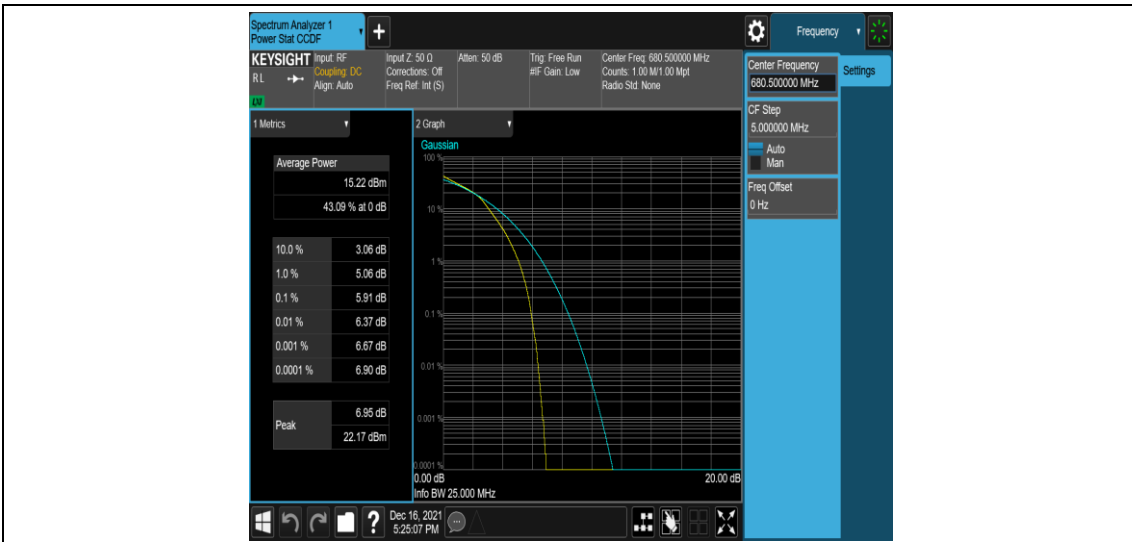 Spectrum Analyzer 1
Power Stat CCDF
+
Frequency
KEYSIGHT
RL
LXI
Input: RF
Coupling: DC
Align: Auto
Input Z: 50 Ω
Corrections: Off
Freq Ref: Int (S)
Atten: 50 dB
Trig: Free Run
#IF Gain: Low
Center Freq: 680.500000 MHz
Counts: 1.00 M/1.00 Mpt
Radio Std: None
Center Frequency
680.500000 MHz
Settings
CF Step
5.000000 MHz
Auto
Man
Freq Offset
0 Hz
1 Metrics
Average Power
15.22 dBm
43.09 % at 0 dB
10.0 % 3.06 dB
1.0 % 5.06 dB
0.1 % 5.91 dB
0.01 % 6.37 dB
0.001 % 6.67 dB
0.0001 % 6.90 dB
Peak
6.95 dB
22.17 dBm
2 Graph
Gaussian
100 %
10 %
1 %
0.1 %
0.01 %
0.001 %
0.0001 %
0.00 dB 20.00 dB
Info BW 25.000 MHz
?
Dec 16, 2021
5:25:07 PM